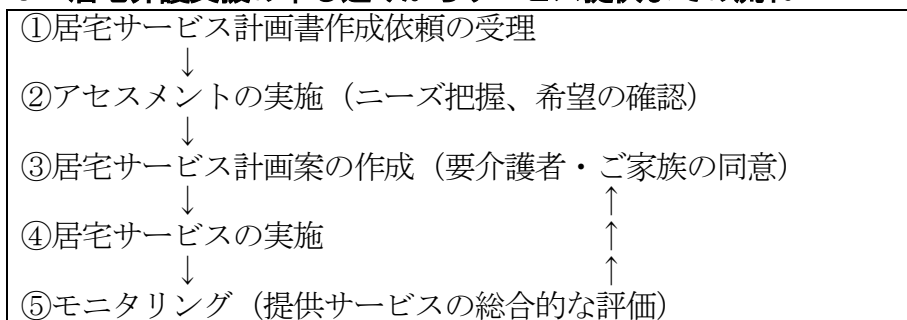 ①居宅サービス計画書作成依頼の受理
↓
②アセスメントの実施（ニーズ把握、希望の確認）
↓
③居宅サービス計画案の作成（要介護者・ご家族の同意）
↓ ↑
④居宅サービスの実施 ↑
↓ ↑
⑤モニタリング（提供サービスの総合的な評価）